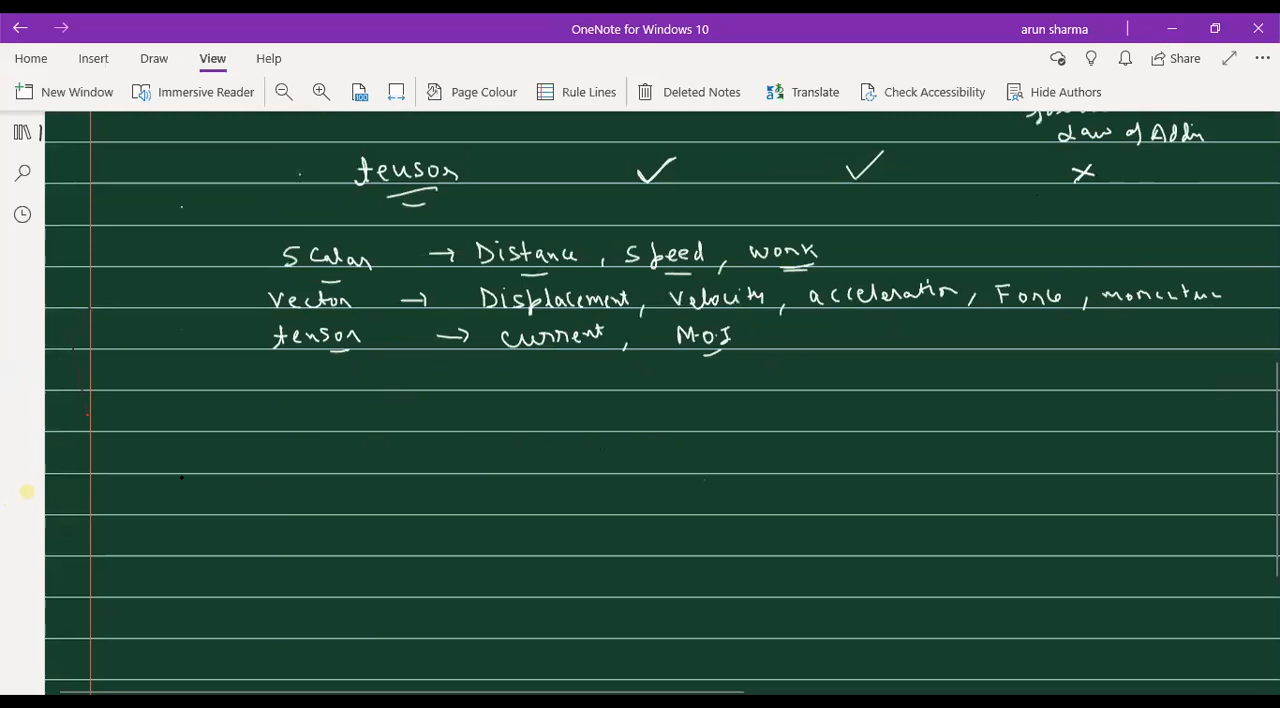 OneNote for Windows 10
arun sharma
Home Insert Draw View Help
Share
New Window Immersive Reader Page Colour Rule Lines Deleted Notes Translate Check Accessibility Hide Authors
Law of Addn
tensor ✓ ✓ ×
Scalar → Distance, Speed, work
Vector → Displacement, Velocity, acceleration, Force, momentum
tensor → current, M.O.I